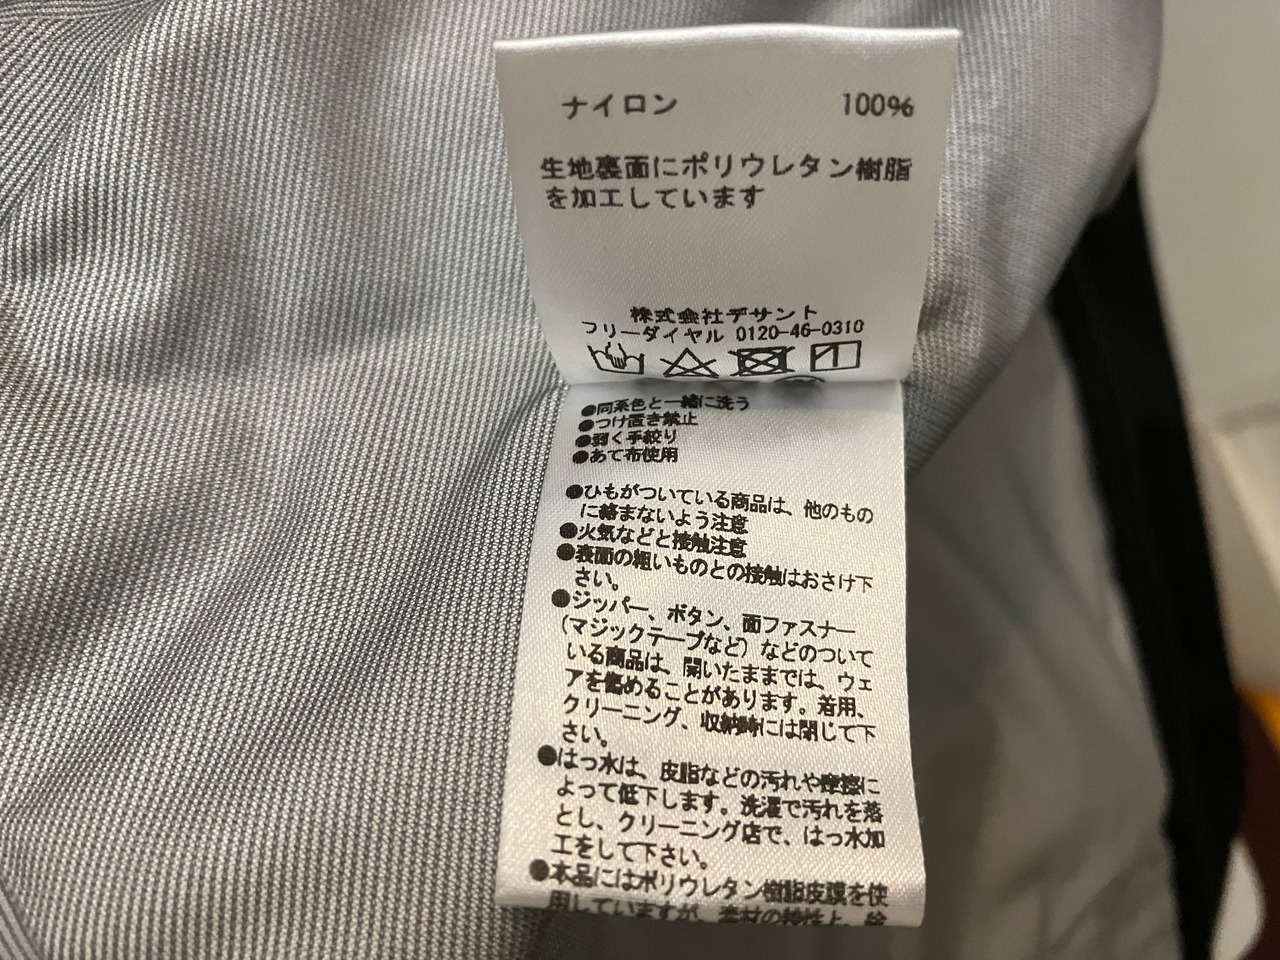 ナイロン 100%
生地裏面にポリウレタン樹脂
を加工しています
株式会社デサント
フリーダイヤル 0120-46-0310
●同系色と一緒に洗う
●つけ置き禁止
●弱く手絞り
●あて布使用
●ひもがついている商品は、他のもの
に絡まないよう注意
●火気などと接触注意
●表面の粗いものとの接触はおさけ下
さい。
●ジッパー、ボタン、面ファスナー
(マジックテープなど)などのついて
いる商品は、開いたままでは、ウェ
アを傷めることがあります。着用、
クリーニング、収納時には閉じて下
さい。
●はっ水は、皮脂などの汚れや摩擦に
よって低下します。洗濯で汚れを落
とし、クリーニング店で、はっ水加
工をして下さい。
●本品にはポリウレタン樹脂皮膜を使
用していますが、素材の特性上、